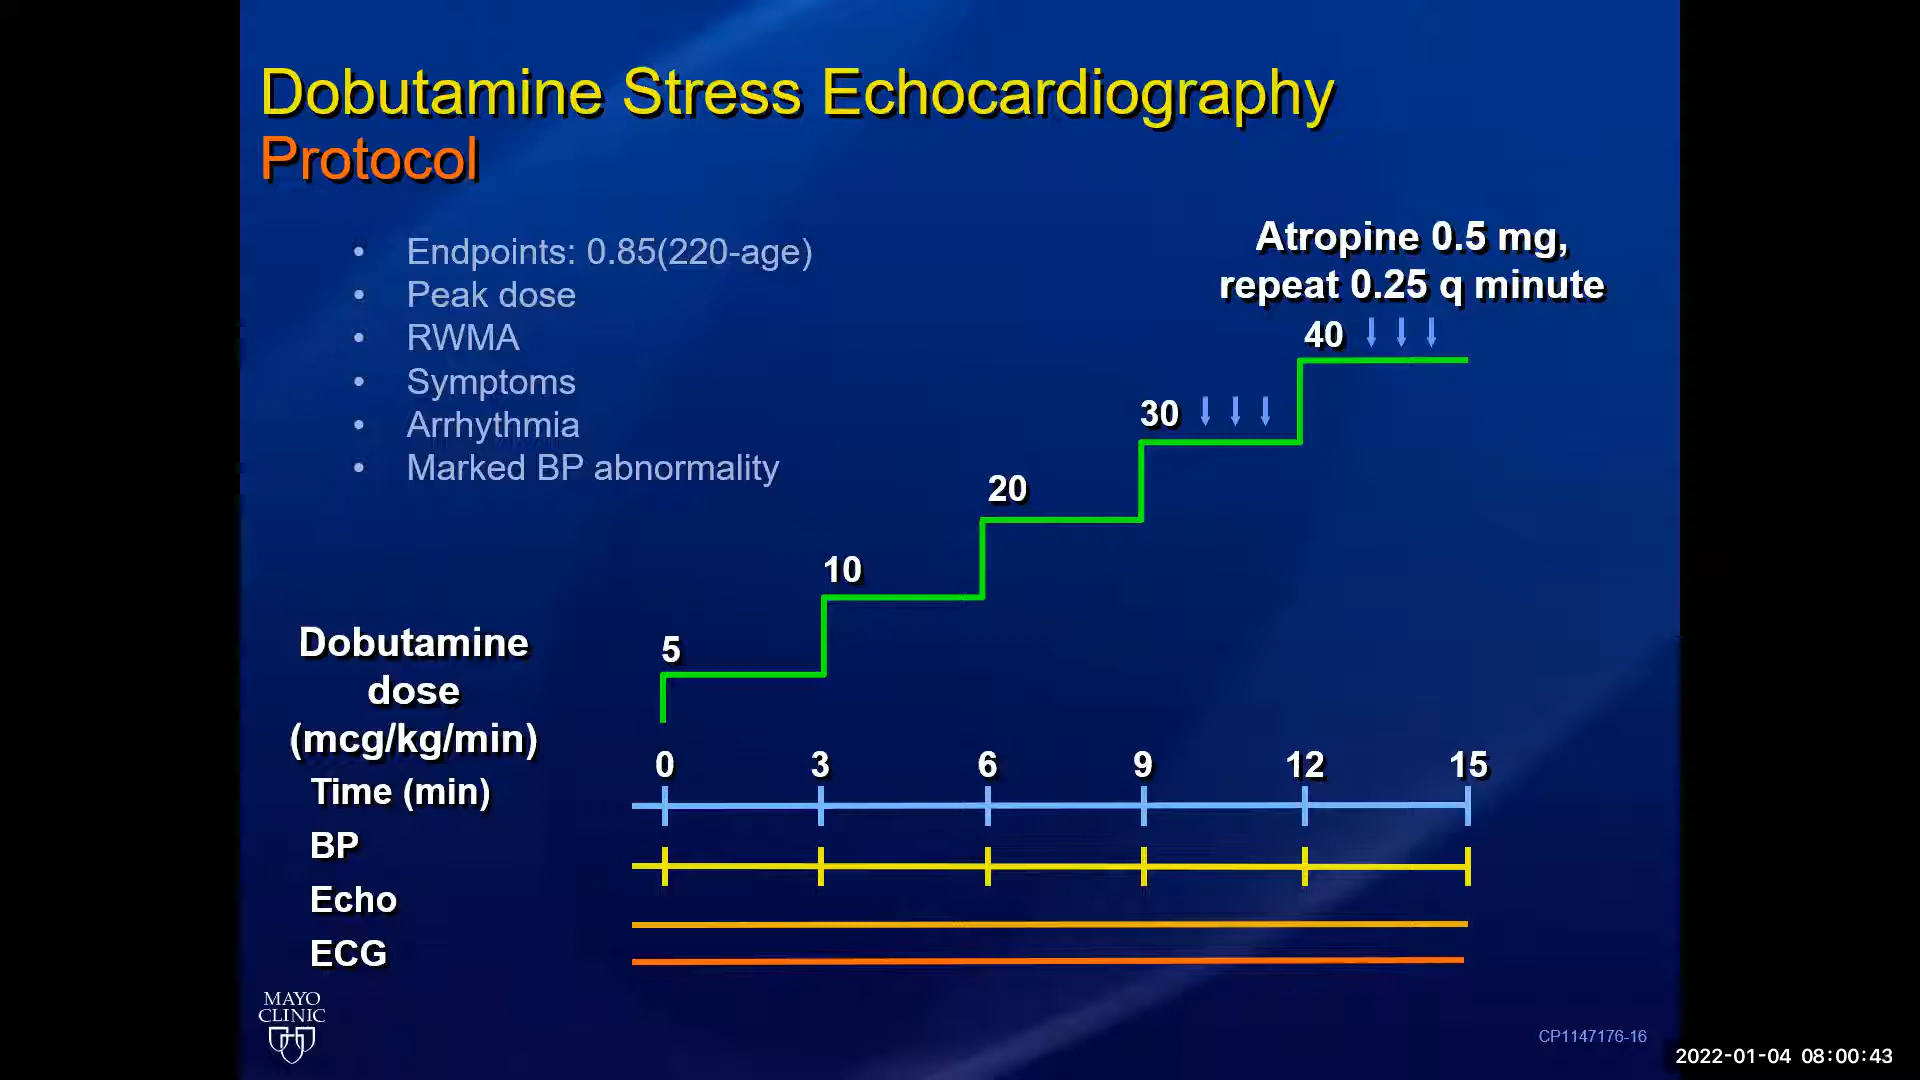 Dobutamine Stress Echocardiography
Protocol
• Endpoints: 0.85(220-age)
• Peak dose
• RWMA
• Symptoms
• Arrhythmia
• Marked BP abnormality
Atropine 0.5 mg,
repeat 0.25 q minute
40
30
20
10
5
Dobutamine
dose
(mcg/kg/min)
0 3 6 9 12 15
Time (min)
BP
Echo
ECG
MAYO
CLINIC
CP1147176-16
2022-01-04 08:00:43